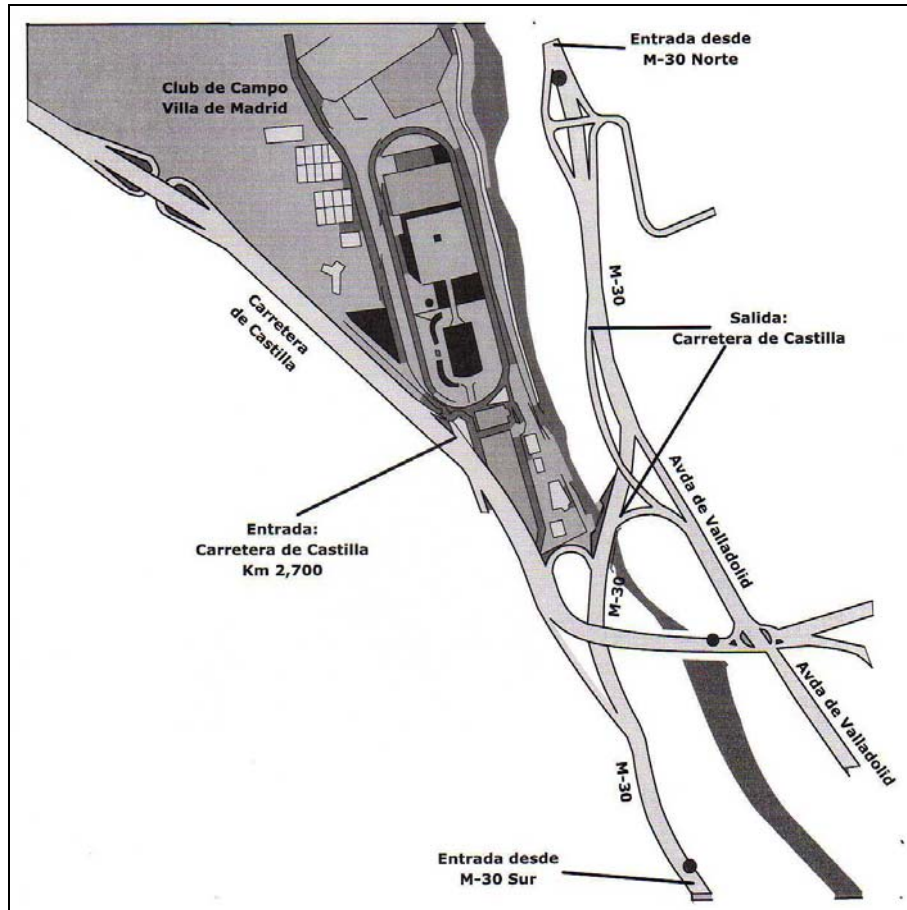 Entrada desde
M-30 Norte
Club de Campo
Villa de Madrid
M-30
Carretera
de Castilla
Salida:
Carretera de Castilla
Avda de Valladolid
Entrada:
Carretera de Castilla
Km 2,700
M-30
Avda de Valladolid
M-30
Entrada desde
M-30 Sur